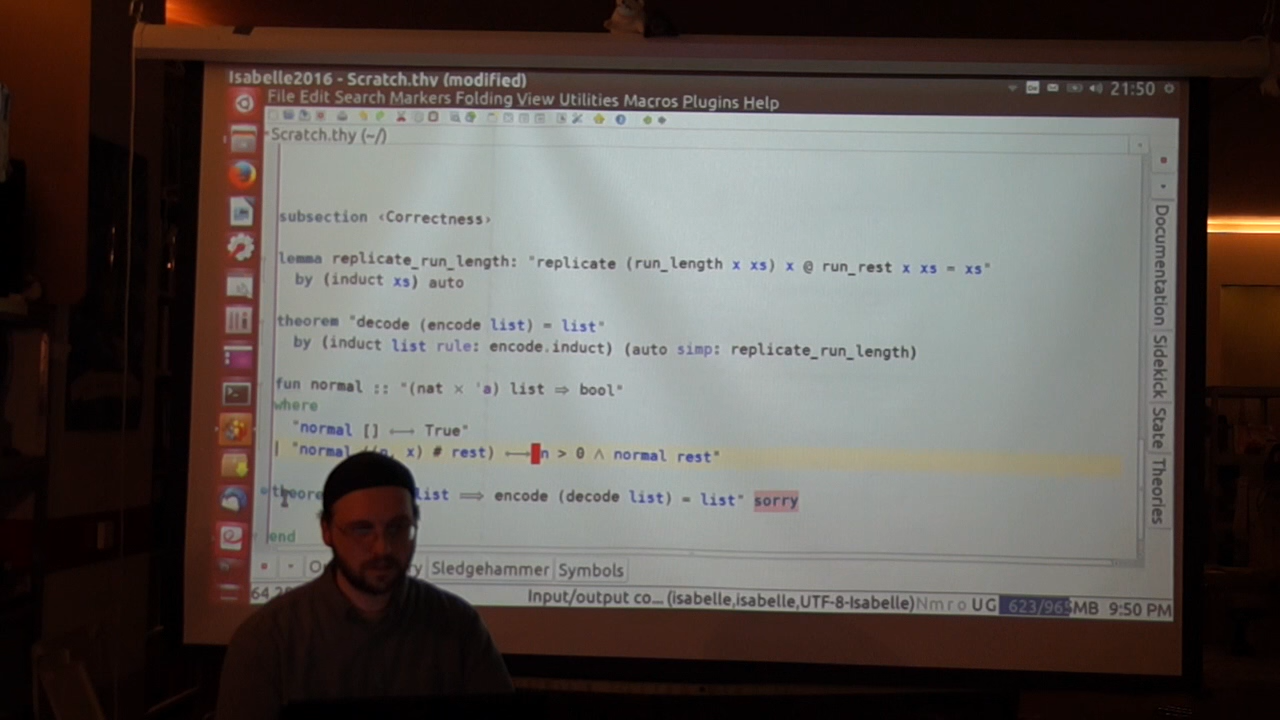 Isabelle2016 - Scratch.thy (modified)
21:50
File Edit Search Markers Folding View Utilities Macros Plugins Help
Scratch.thy (~/)
subsection ‹Correctness›
lemma replicate_run_length: "replicate (run_length x xs) x @ run_rest x xs = xs"
by (induct xs) auto
theorem "decode (encode list) = list"
by (induct list rule: encode.induct) (auto simp: replicate_run_length)
fun normal :: "(nat × 'a) list ⇒ bool"
where
"normal [] ⟷ True"
| "normal ((n, x) # rest) ⟷ n > 0 ∧ normal rest"
list ⟹ encode (decode list) = list" sorry
end
Documentation Sidekick State Theories
Sledgehammer Symbols
Input/output co... (isabelle,isabelle,UTF-8-Isabelle) N m r o U G 623/965MB 9:50 PM